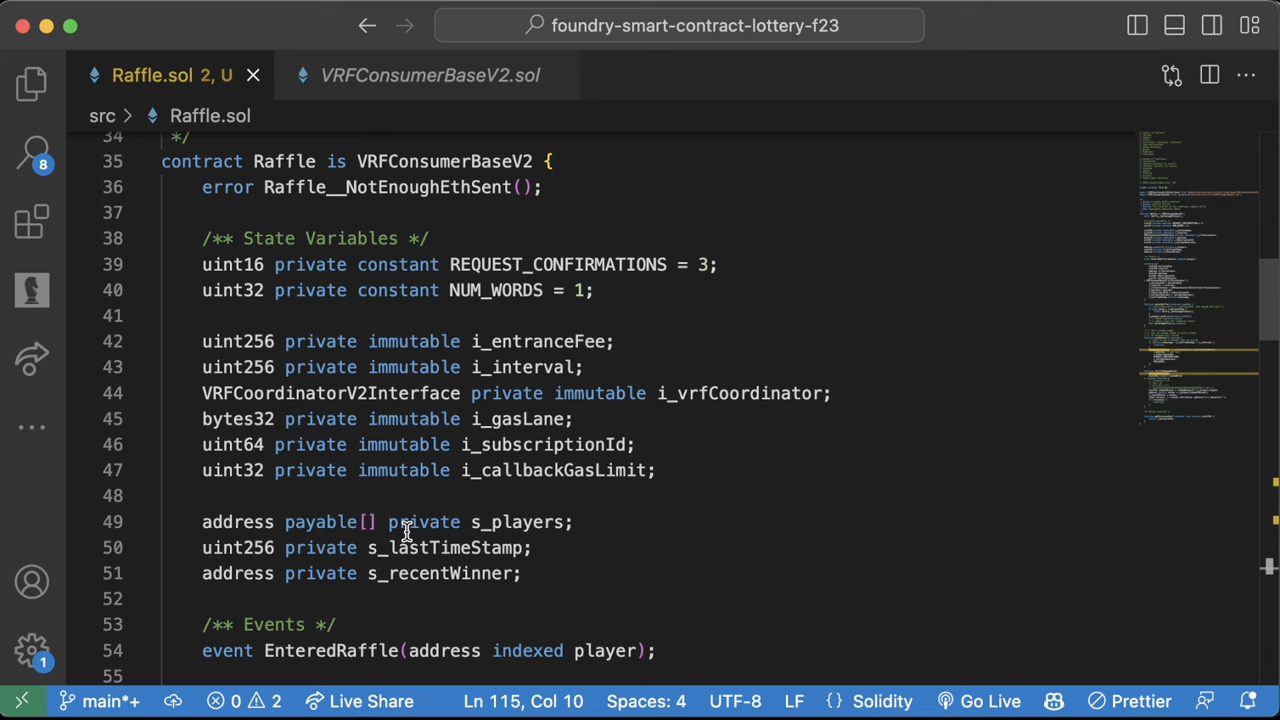 foundry-smart-contract-lottery-f23
Raffle.sol 2, U
VRFConsumerBaseV2.sol
src > Raffle.sol
8
1
34 */
35 contract Raffle is VRFConsumerBaseV2 {
36 error Raffle__NotEnoughEthSent();
37
38 /** State Variables */
39 uint16 private constant REQUEST_CONFIRMATIONS = 3;
40 uint32 private constant NUM_WORDS = 1;
41
42 uint256 private immutable i_entranceFee;
43 uint256 private immutable i_interval;
44 VRFCoordinatorV2Interface private immutable i_vrfCoordinator;
45 bytes32 private immutable i_gasLane;
46 uint64 private immutable i_subscriptionId;
47 uint32 private immutable i_callbackGasLimit;
48
49 address payable[] private s_players;
50 uint256 private s_lastTimeStamp;
51 address private s_recentWinner;
52
53 /** Events */
54 event EnteredRaffle(address indexed player);
55
main*+ 0 2 Live Share Ln 115, Col 10 Spaces: 4 UTF-8 LF {} Solidity Go Live Prettier